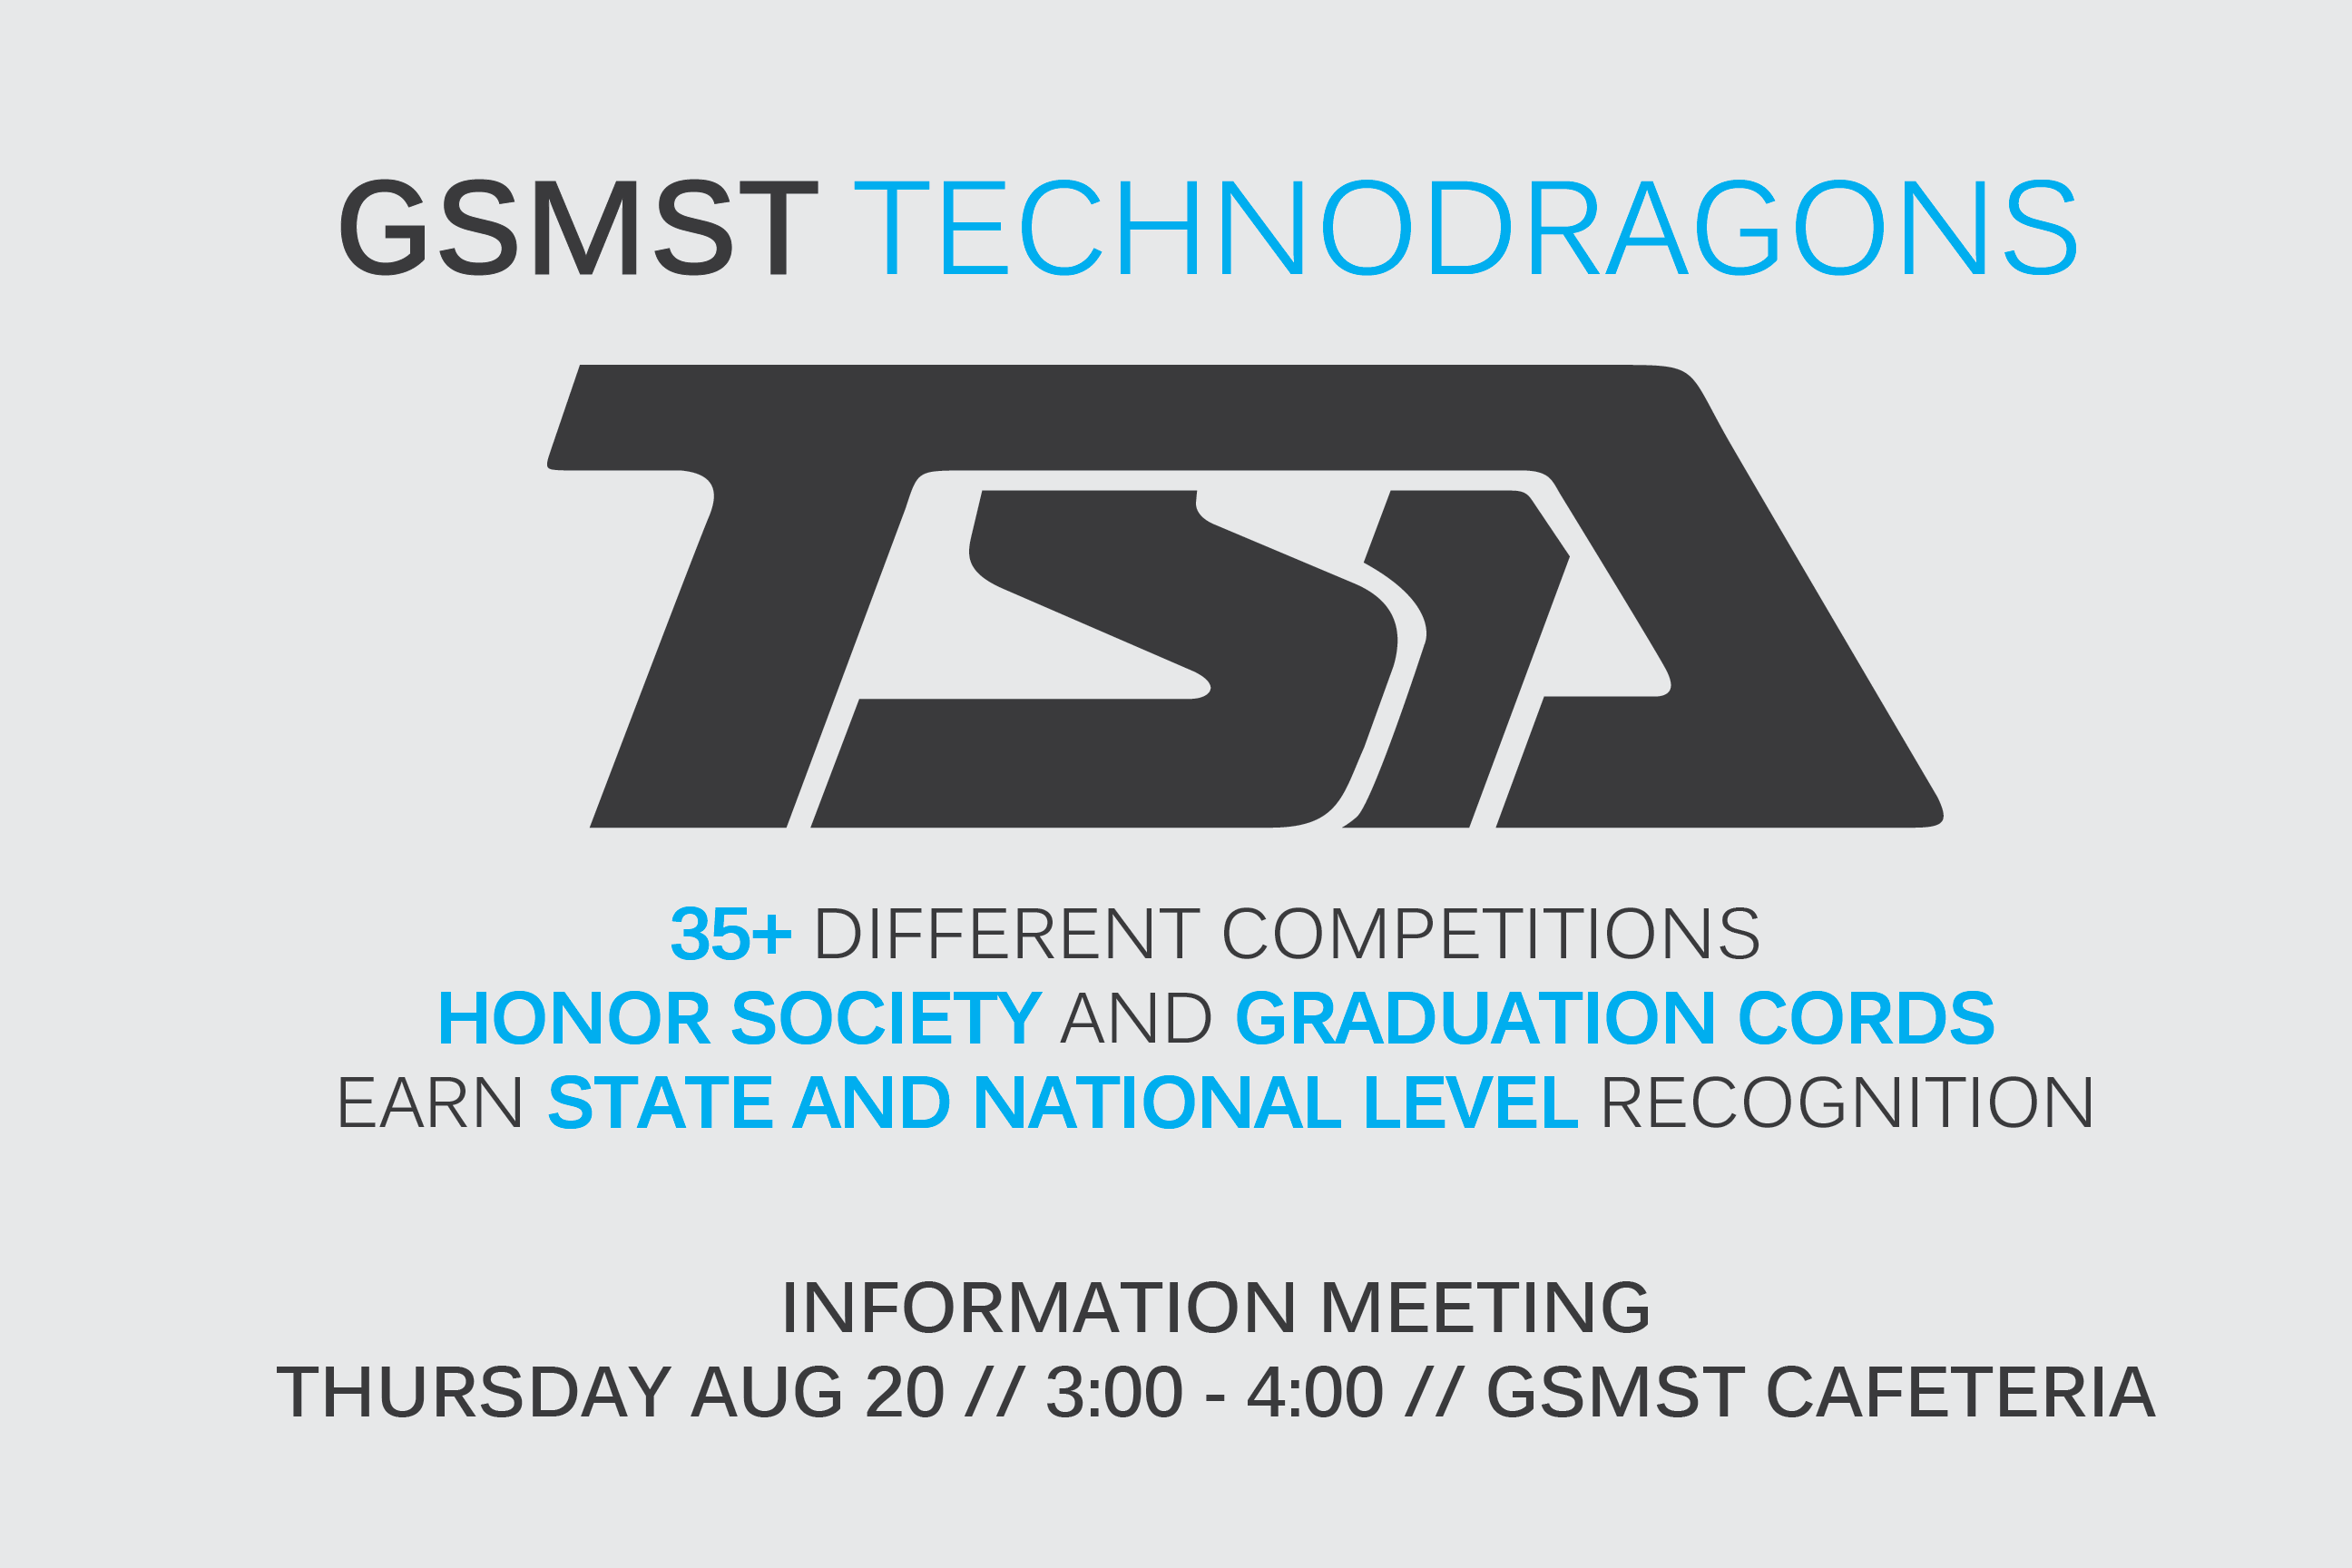 GSMST TECHNODRAGONS
TSA
35+ DIFFERENT COMPETITIONS
HONOR SOCIETY AND GRADUATION CORDS
EARN STATE AND NATIONAL LEVEL RECOGNITION
INFORMATION MEETING
THURSDAY AUG 20 // 3:00 - 4:00 // GSMST CAFETERIA